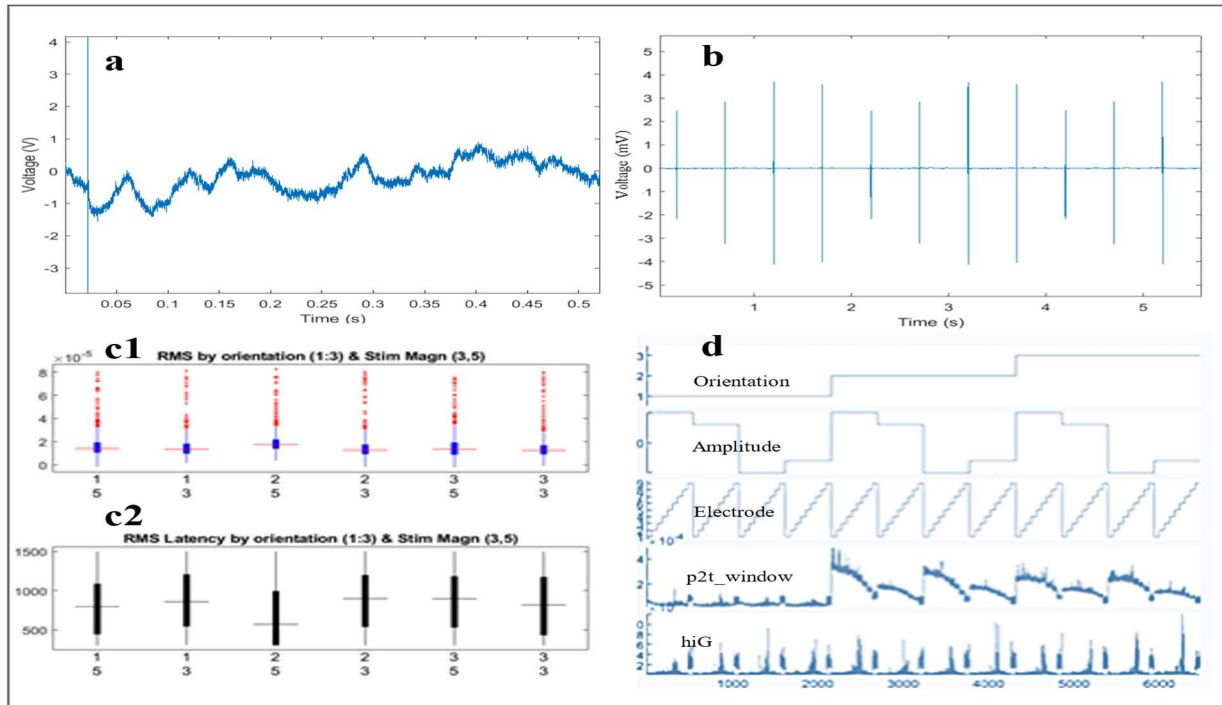 a
4
3
2
1
0
-1
-2
-3
Voltage (V)
0.05 0.1 0.15 0.2 0.25 0.3 0.35 0.4 0.45 0.5
Time (s)
b
5
4
3
2
1
0
-1
-2
-3
-4
-5
Voltage (mV)
1 2 3 4 5
Time (s)
c1
×10⁻⁵
RMS by orientation (1:3) & Stim Magn (3,5)
8
6
4
2
0
1 1 2 2 3 3
5 3 5 3 5 3
c2
RMS Latency by orientation (1:3) & Stim Magn (3,5)
1500
1000
500
1 1 2 2 3 3
5 3 5 3 5 3
d
3
2
1
Orientation
0
Amplitude
Electrode
4
2
p2t_window
hiG
1000 2000 3000 4000 5000 6000